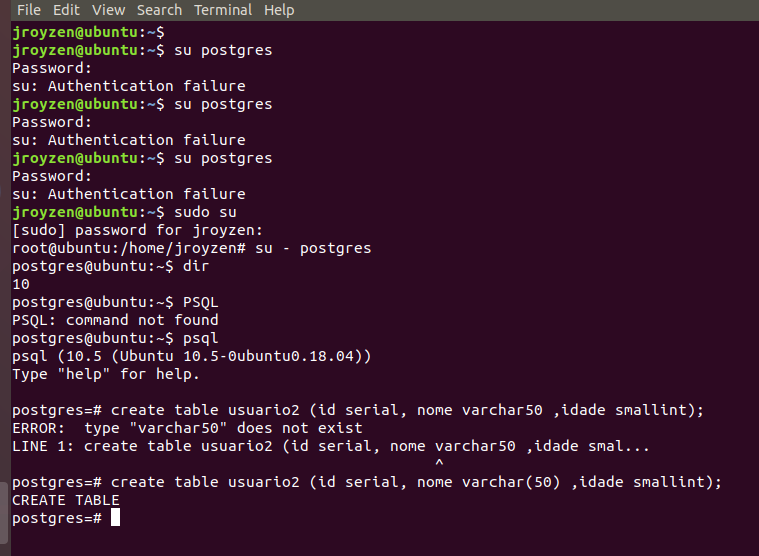 File Edit View Search Terminal Help
jroyzen@ubuntu:~$
jroyzen@ubuntu:~$ su postgres
Password:
su: Authentication failure
jroyzen@ubuntu:~$ su postgres
Password:
su: Authentication failure
jroyzen@ubuntu:~$ su postgres
Password:
su: Authentication failure
jroyzen@ubuntu:~$ sudo su
[sudo] password for jroyzen:
root@ubuntu:/home/jroyzen# su - postgres
postgres@ubuntu:~$ dir
10
postgres@ubuntu:~$ PSQL
PSQL: command not found
postgres@ubuntu:~$ psql
psql (10.5 (Ubuntu 10.5-0ubuntu0.18.04))
Type "help" for help.
postgres=# create table usuario2 (id serial, nome varchar50 ,idade smallint);
ERROR:  type "varchar50" does not exist
LINE 1: create table usuario2 (id serial, nome varchar50 ,idade smal...
^
postgres=# create table usuario2 (id serial, nome varchar(50) ,idade smallint);
CREATE TABLE
postgres=#